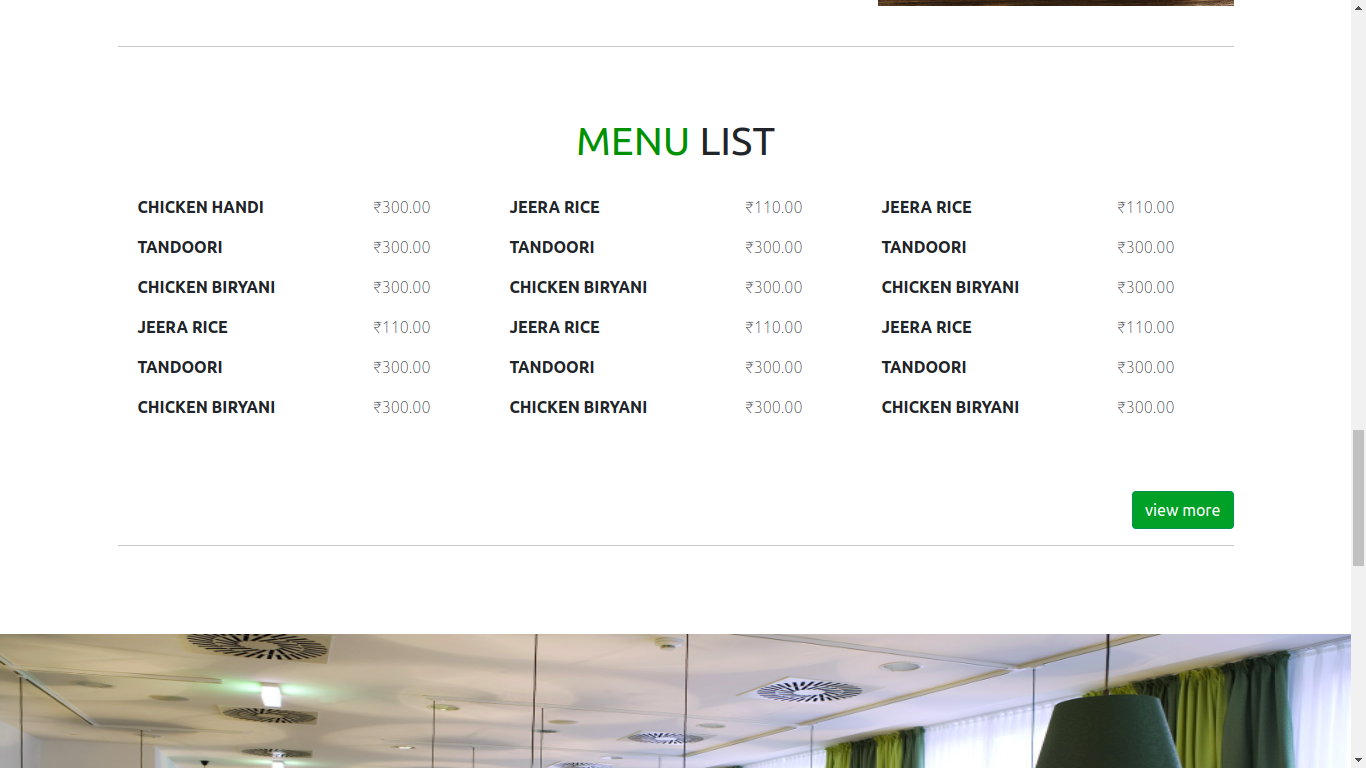 MENU LIST
CHICKEN HANDI ₹300.00 JEERA RICE ₹110.00 JEERA RICE ₹110.00
TANDOORI ₹300.00 TANDOORI ₹300.00 TANDOORI ₹300.00
CHICKEN BIRYANI ₹300.00 CHICKEN BIRYANI ₹300.00 CHICKEN BIRYANI ₹300.00
JEERA RICE ₹110.00 JEERA RICE ₹110.00 JEERA RICE ₹110.00
TANDOORI ₹300.00 TANDOORI ₹300.00 TANDOORI ₹300.00
CHICKEN BIRYANI ₹300.00 CHICKEN BIRYANI ₹300.00 CHICKEN BIRYANI ₹300.00
view more